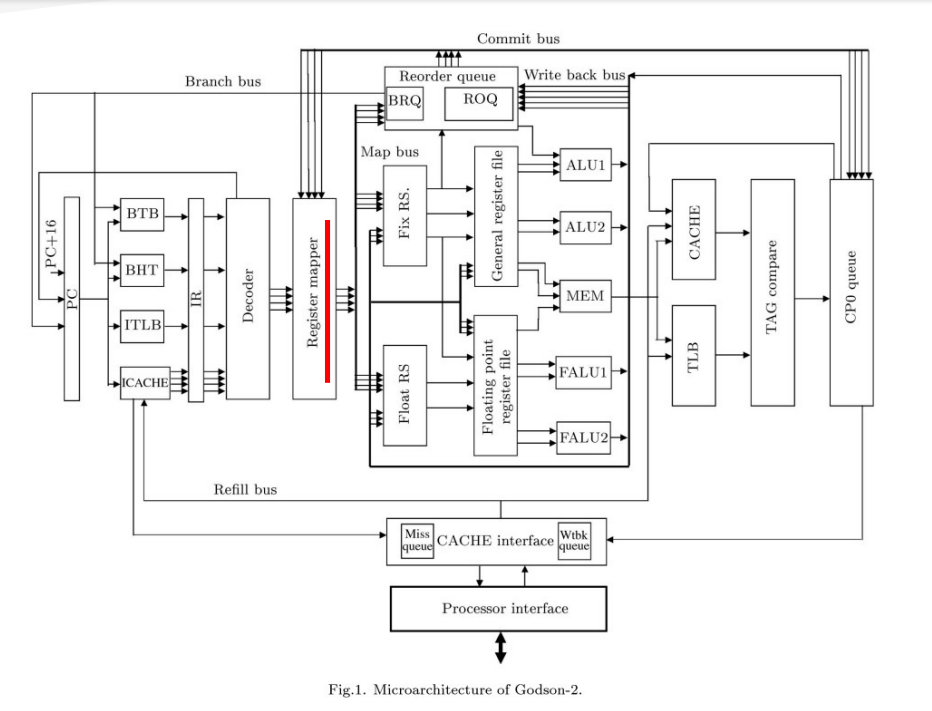 Commit bus
Branch bus
Reorder queue
BRQ
ROQ
Write back bus
Map bus
PC+16
PC
BTB
BHT
ITLB
ICACHE
IR
Decoder
Register mapper
Fix RS.
Float RS
General register file
Floating point
register file
ALU1
ALU2
MEM
FALU1
FALU2
CACHE
TLB
TAG compare
CP0 queue
Refill bus
Miss
queue
CACHE interface
Wtbk
queue
Processor interface
Fig.1. Microarchitecture of Godson-2.